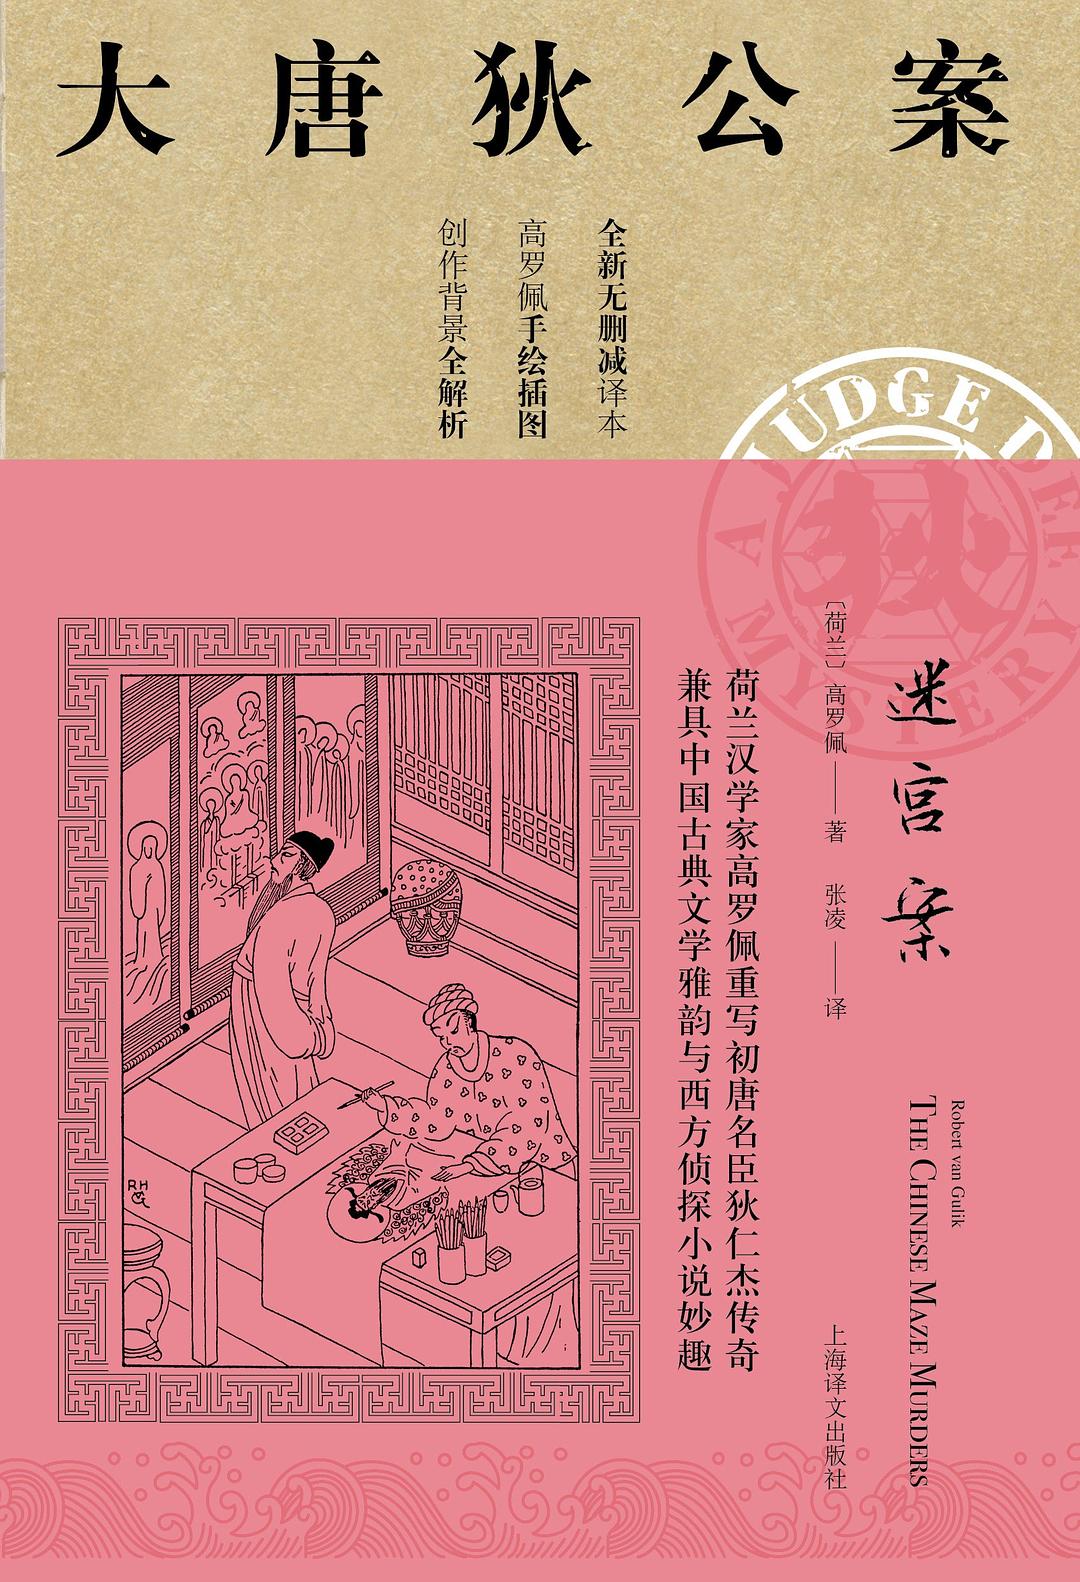 大唐狄公案
全新无删减译本
高罗佩手绘插图
创作背景全解析
A JUDGE DEE MYSTERY
狄
迷宫案
〔荷兰〕高罗佩——著 张凌——译
荷兰汉学家高罗佩重写初唐名臣狄仁杰传奇
兼具中国古典文学雅韵与西方侦探小说妙趣
Robert van Gulik
THE CHINESE MAZE MURDERS
上海译文出版社
RHG